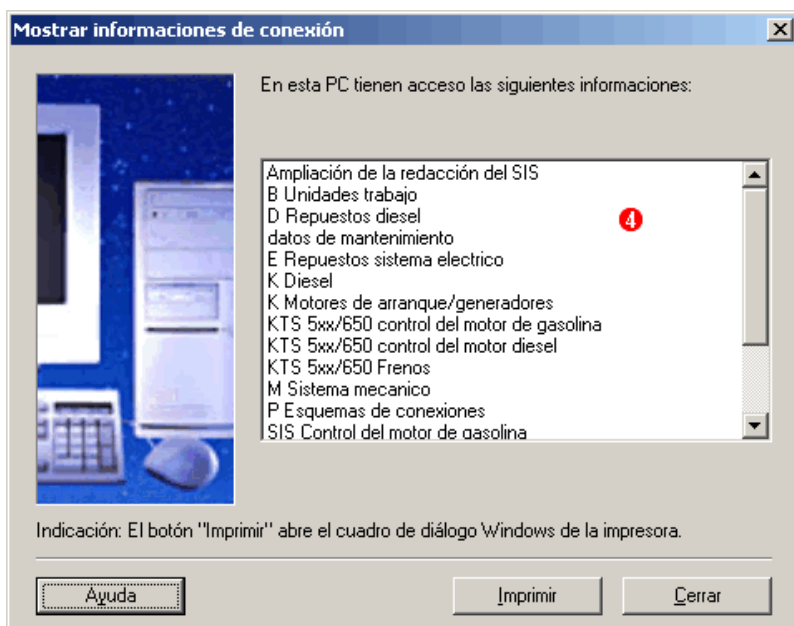 Mostrar informaciones de conexión
En esta PC tienen acceso las siguientes informaciones:
Ampliación de la redacción del SIS
B Unidades trabajo
D Repuestos diesel
4
datos de mantenimiento
E Repuestos sistema electrico
K Diesel
K Motores de arranque/generadores
KTS 5xx/650 control del motor de gasolina
KTS 5xx/650 control del motor diesel
KTS 5xx/650 Frenos
M Sistema mecanico
P Esquemas de conexiones
SIS Control del motor de gasolina
Indicación: El botón "Imprimir" abre el cuadro de diálogo Windows de la impresora.
Ayuda
Imprimir
Cerrar